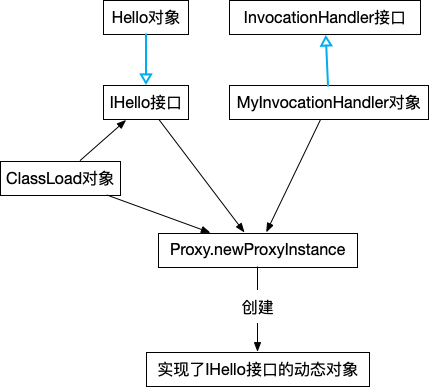 Hello对象
InvocationHandler接口
IHello接口
MyInvocationHandler对象
ClassLoad对象
Proxy.newProxyInstance
创建
实现了IHello接口的动态对象